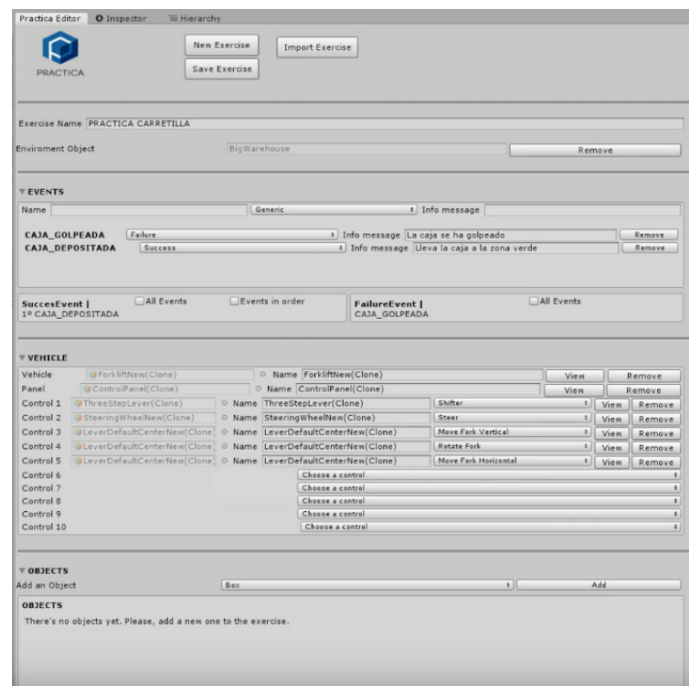 Practica Editor Inspector Hierarchy
New Exercise Import Exercise
PRACTICA Save Exercise
Exercise Name PRACTICA CARRETILLA
Enviroment Object BigWarehouse Remove
EVENTS
Name Generic Info message
CAJA_GOLPEADA Failure Info message La caja se ha golpeado Remove
CAJA_DEPOSITADA Success Info message Lleva la caja a la zona verde Remove
SuccesEvent | All Events Events in order FailureEvent | All Events
1º CAJA_DEPOSITADA CAJA_GOLPEADA
VEHICLE
Vehicle ForkliftNew(Clone) Name ForkliftNew(Clone) View Remove
Panel ControlPanel(Clone) Name ControlPanel(Clone) View Remove
Control 1 ThreeStepLever(Clone) Name ThreeStepLever(Clone) Shifter View Remove
Control 2 SteeringWheelNew(Clone) Name SteeringWheelNew(Clone) Steer View Remove
Control 3 LeverDefaultCenterNew(Clone) Name LeverDefaultCenterNew(Clone) Move Fork Vertical View Remove
Control 4 LeverDefaultCenterNew(Clone) Name LeverDefaultCenterNew(Clone) Rotate Fork View Remove
Control 5 LeverDefaultCenterNew(Clone) Name LeverDefaultCenterNew(Clone) Move Fork Horizontal View Remove
Control 6 Choose a control
Control 7 Choose a control
Control 8 Choose a control
Control 9 Choose a control
Control 10 Choose a control
OBJECTS
Add an Object Box Add
OBJECTS
There's no objects yet. Please, add a new one to the exercise.